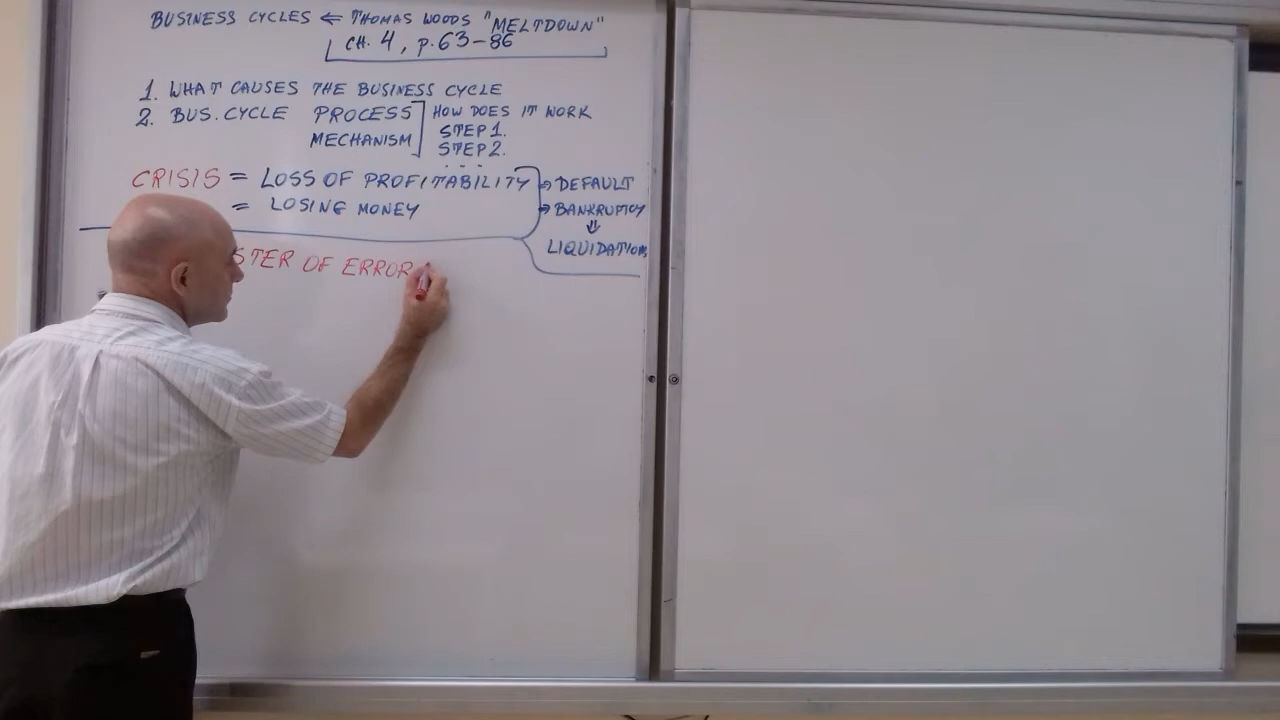 BUSINESS CYCLES ⇐ THOMAS WOODS "MELTDOWN"
CH. 4, p. 63-86
1. WHAT CAUSES THE BUSINESS CYCLE
2. BUS. CYCLE PROCESS HOW DOES IT WORK
MECHANISM STEP 1.
STEP 2.
...
CRISIS = LOSS OF PROFITABILITY → DEFAULT
= LOSING MONEY → BANKRUPTCY
⇓
LIQUIDATION
STER OF ERROR